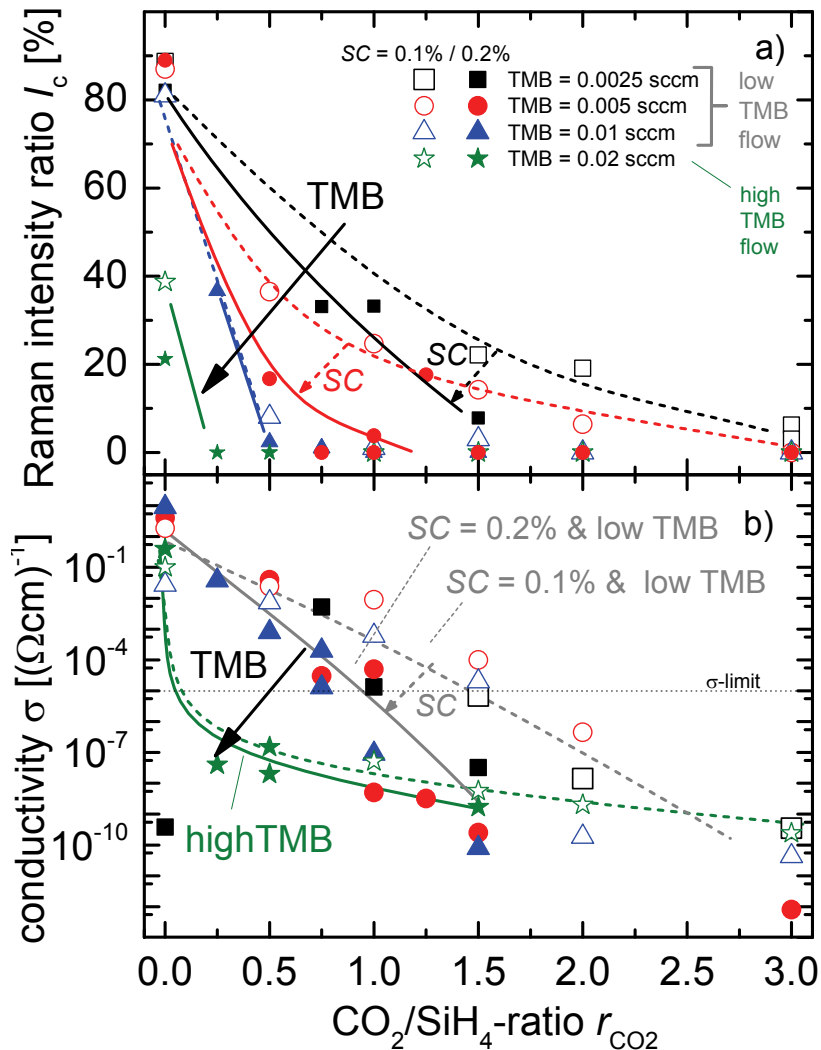 Raman intensity ratio I_c [%]
80
60
40
20
0
a)
SC = 0.1% / 0.2%
TMB = 0.0025 sccm
TMB = 0.005 sccm
TMB = 0.01 sccm
TMB = 0.02 sccm
low
TMB
flow
high
TMB
flow
TMB
SC
SC
conductivity σ [(Ωcm)⁻¹]
10⁻¹
10⁻⁴
10⁻⁷
10⁻¹⁰
b)
SC = 0.2% & low TMB
SC = 0.1% & low TMB
TMB
σ-limit
SC
highTMB
0.0 0.5 1.0 1.5 2.0 2.5 3.0
CO₂/SiH₄-ratio r_CO2